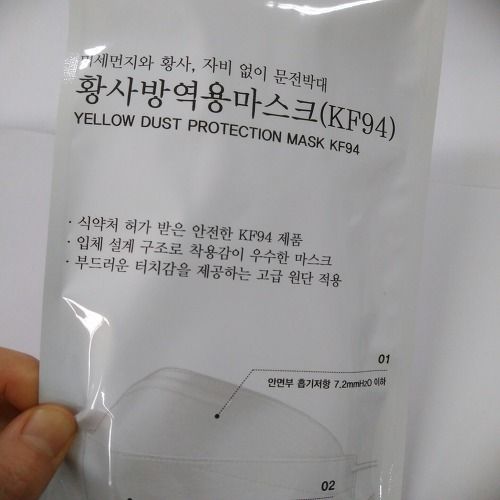 미세먼지와 황사, 자비 없이 문전박대
황사방역용마스크(KF94)
YELLOW DUST PROTECTION MASK KF94
· 식약처 허가 받은 안전한 KF94 제품
· 입체 설계 구조로 착용감이 우수한 마스크
· 부드러운 터치감을 제공하는 고급 원단 적용
01
안면부 흡기저항 7.2mmH2O 이하
02